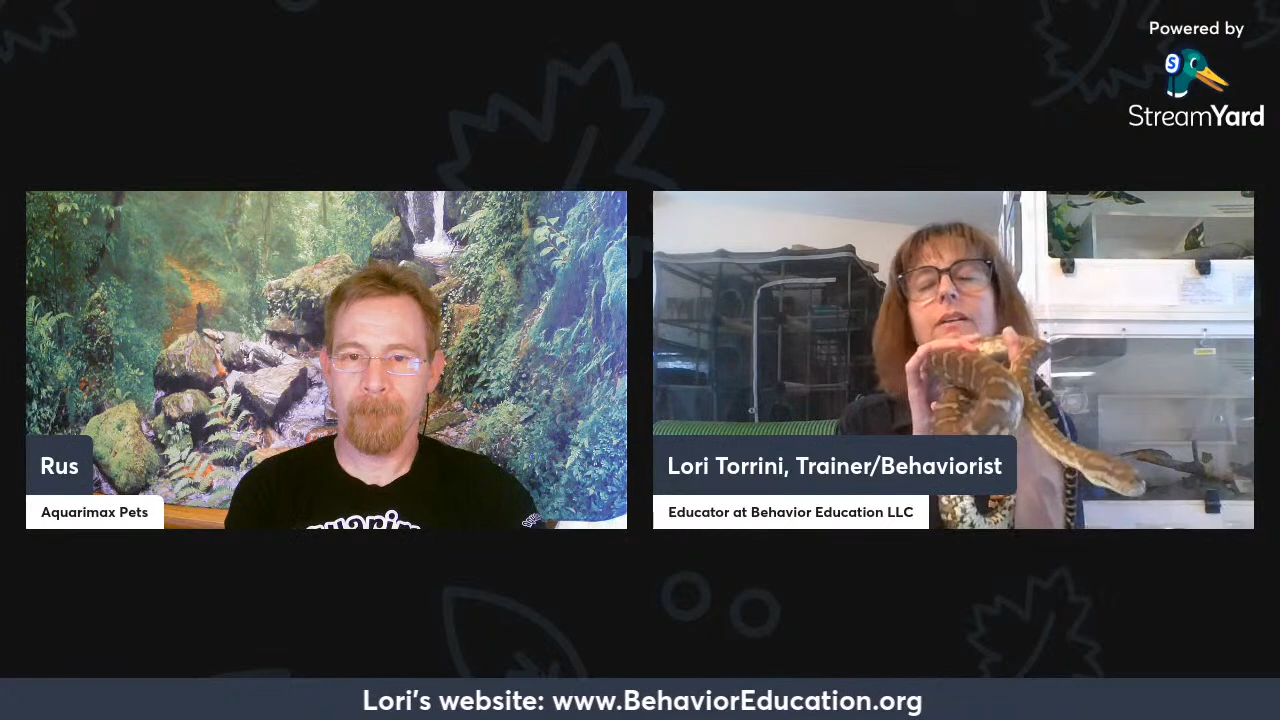 Powered by
S
StreamYard
Rus
Aquarimax Pets
Lori Torrini, Trainer/Behaviorist
Educator at Behavior Education LLC
Lori's website: www.BehaviorEducation.org